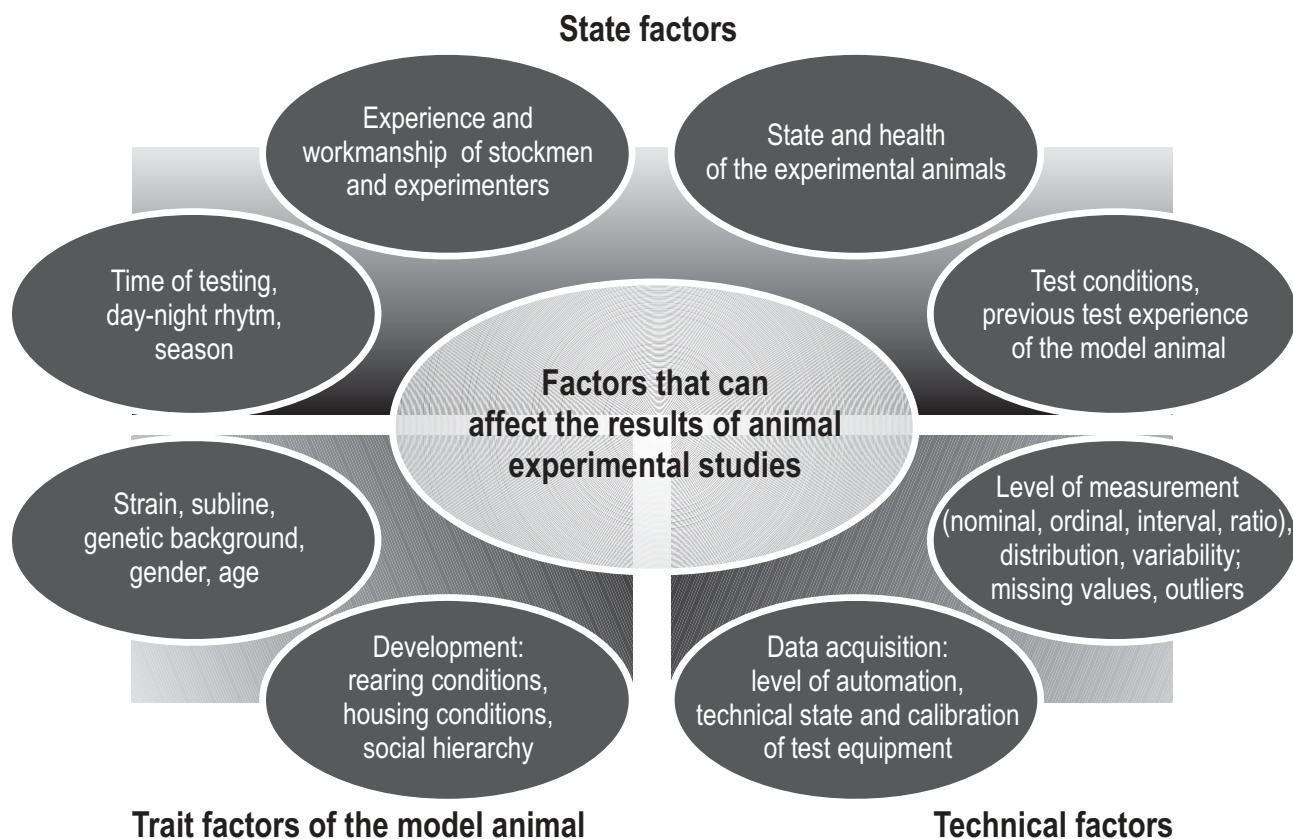 State factors
Experience and
workmanship of stockmen
and experimenters
State and health
of the experimental animals
Time of testing,
day-night rhytm,
season
Test conditions,
previous test experience
of the model animal
Factors that can
affect the results of animal
experimental studies
Strain, subline,
genetic background,
gender, age
Level of measurement
(nominal, ordinal, interval, ratio),
distribution, variability;
missing values, outliers
Development:
rearing conditions,
housing conditions,
social hierarchy
Data acquisition:
level of automation,
technical state and calibration
of test equipment
Trait factors of the model animal
Technical factors